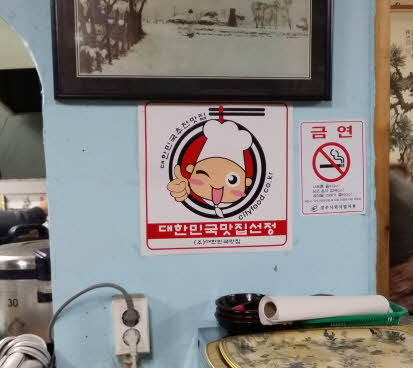 대한민국추천맛집
cityfood.co.kr
대한민국맛집선정
(주)대한민국맛집
금 연
30